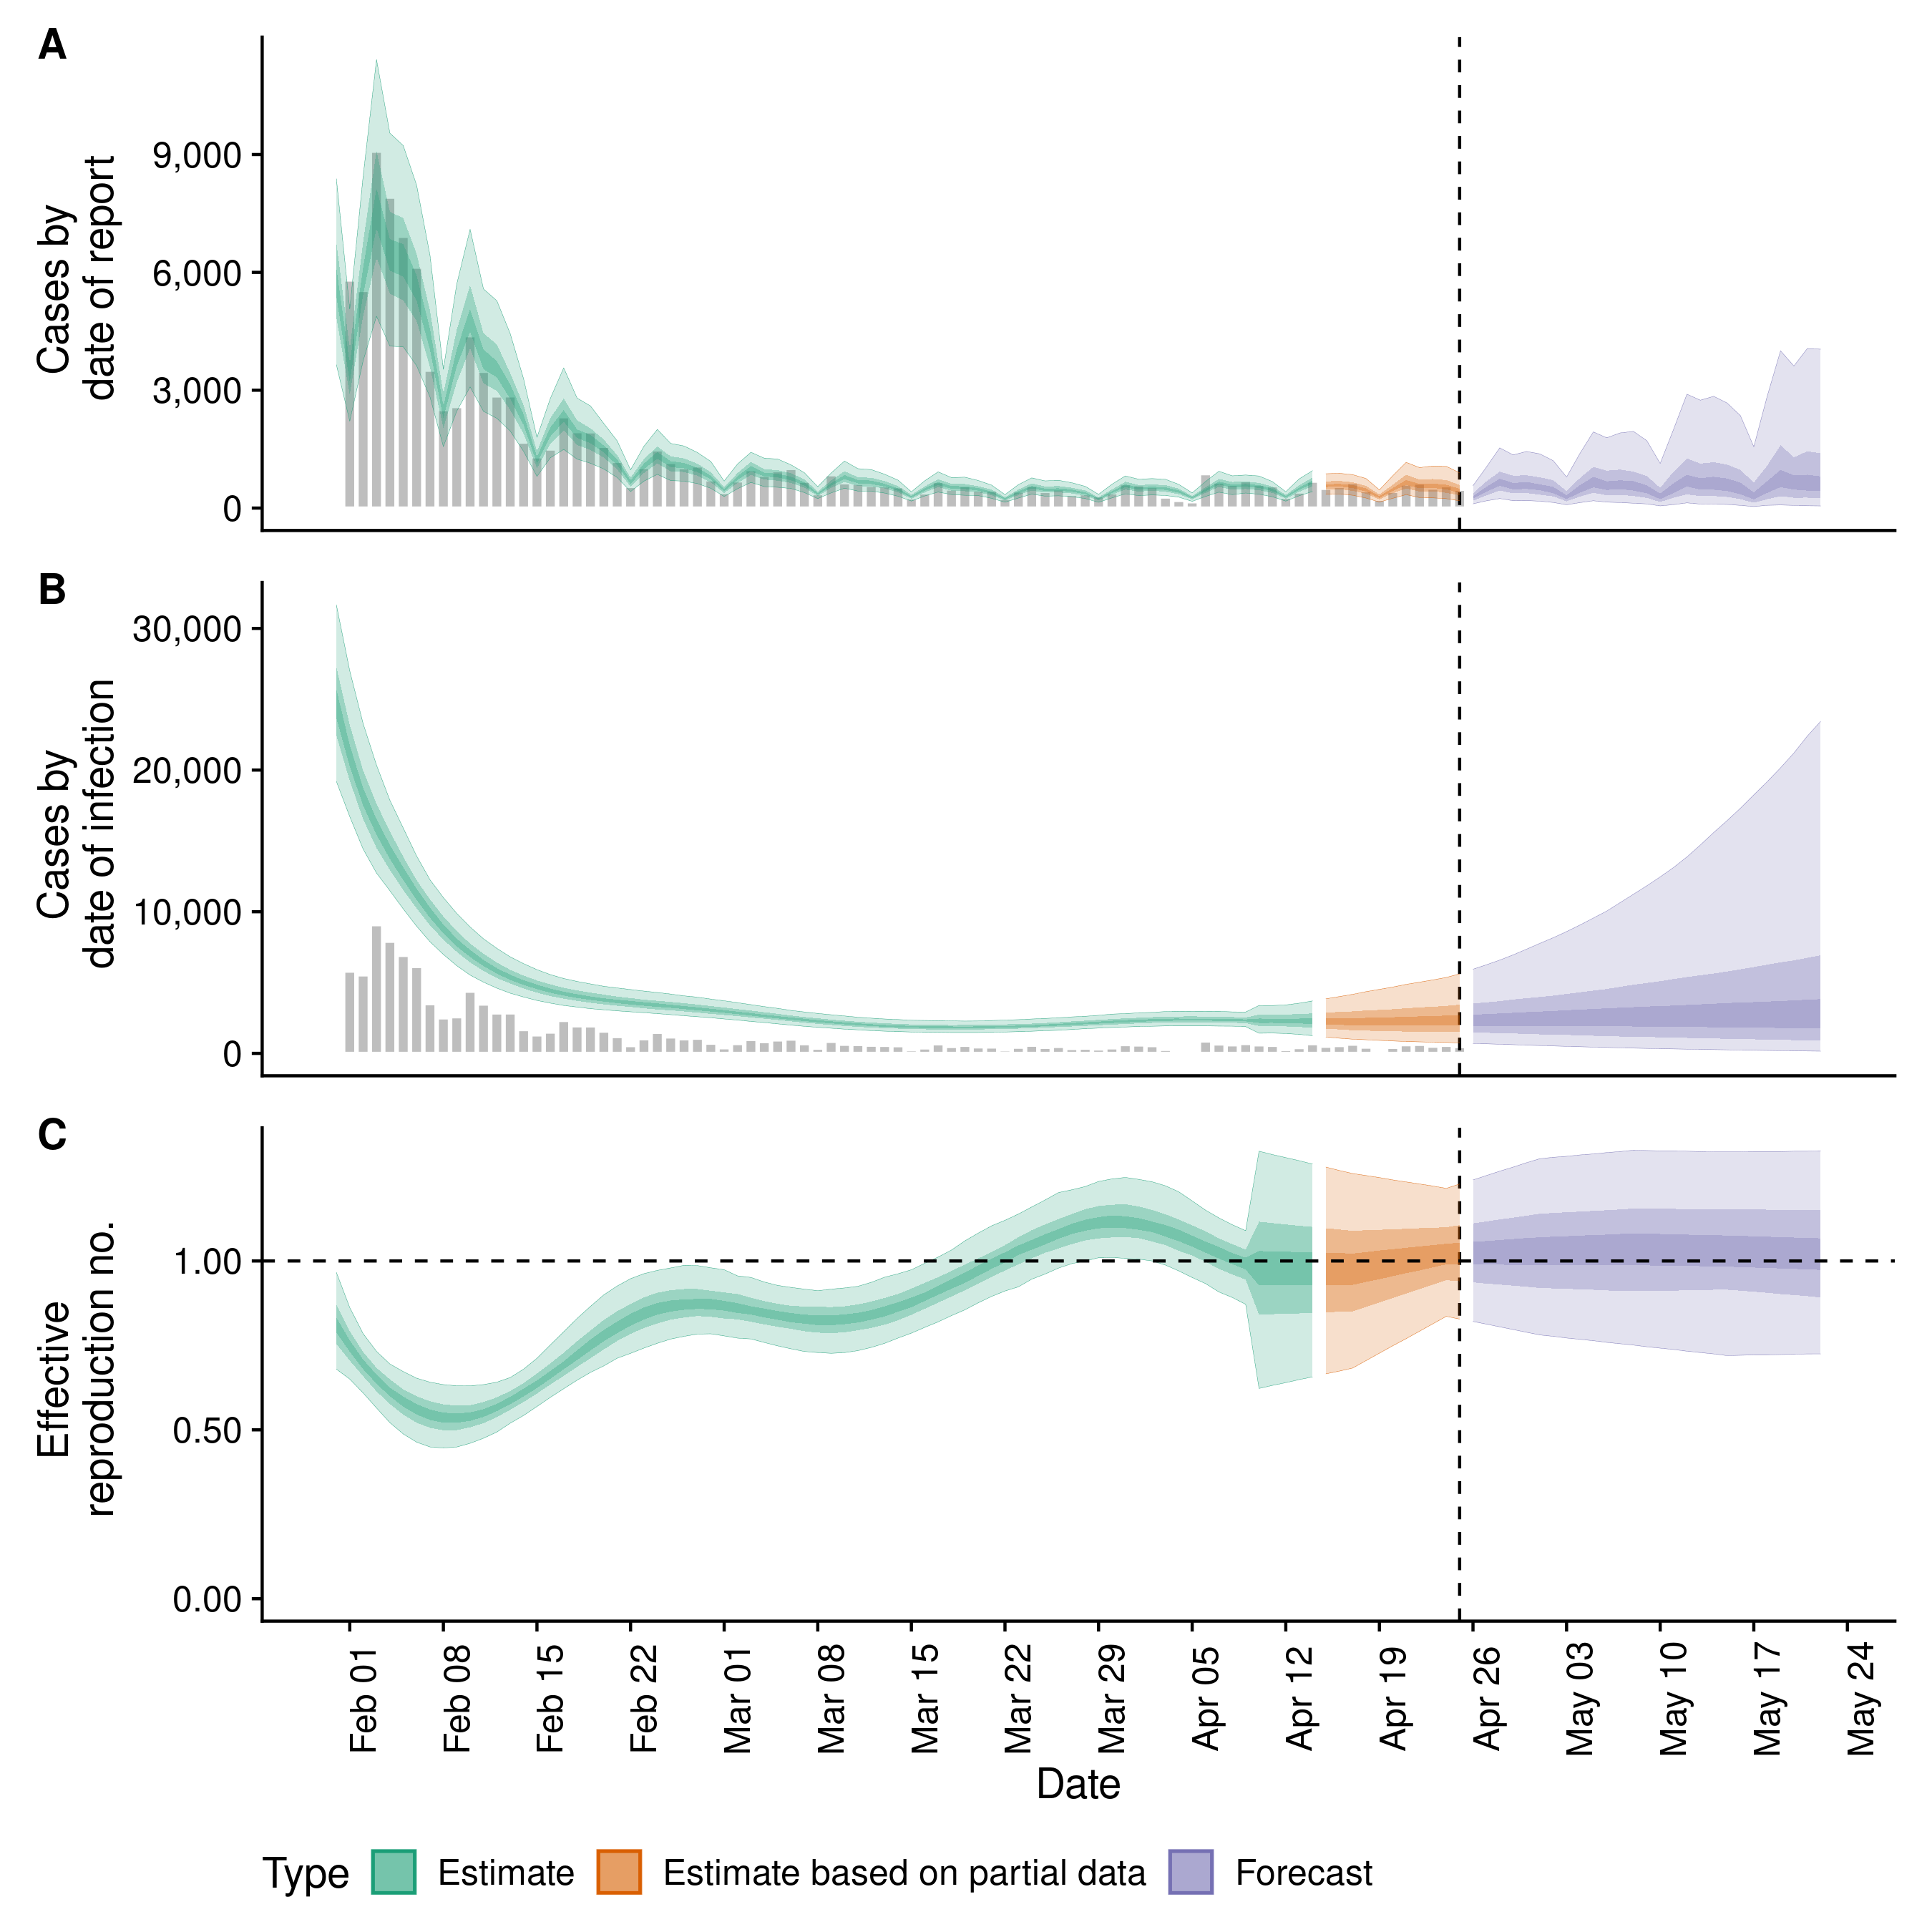 A
Cases by
date of report
9,000
6,000
3,000
0
B
Cases by
date of infection
30,000
20,000
10,000
0
C
Effective
reproduction no.
1.00
0.50
0.00
Feb 01
Feb 08
Feb 15
Feb 22
Mar 01
Mar 08
Mar 15
Mar 22
Mar 29
Apr 05
Apr 12
Apr 19
Apr 26
May 03
May 10
May 17
May 24
Date
Type Estimate Estimate based on partial data Forecast